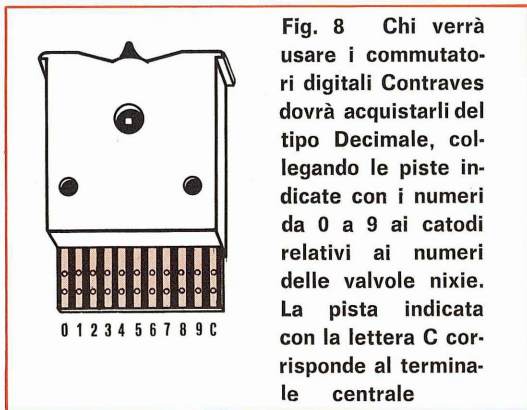 Fig. 8 Chi verrà
usare i commutato-
ri digitali Contraves
dovrà acquistarli del
tipo Decimale, col-
legando le piste in-
dicate con i numeri
da 0 a 9 ai catodi
relativi ai numeri
delle valvole nixie.
La pista indicata
con la lettera C cor-
risponde al termina-
le centrale
0 1 2 3 4 5 6 7 8 9 C